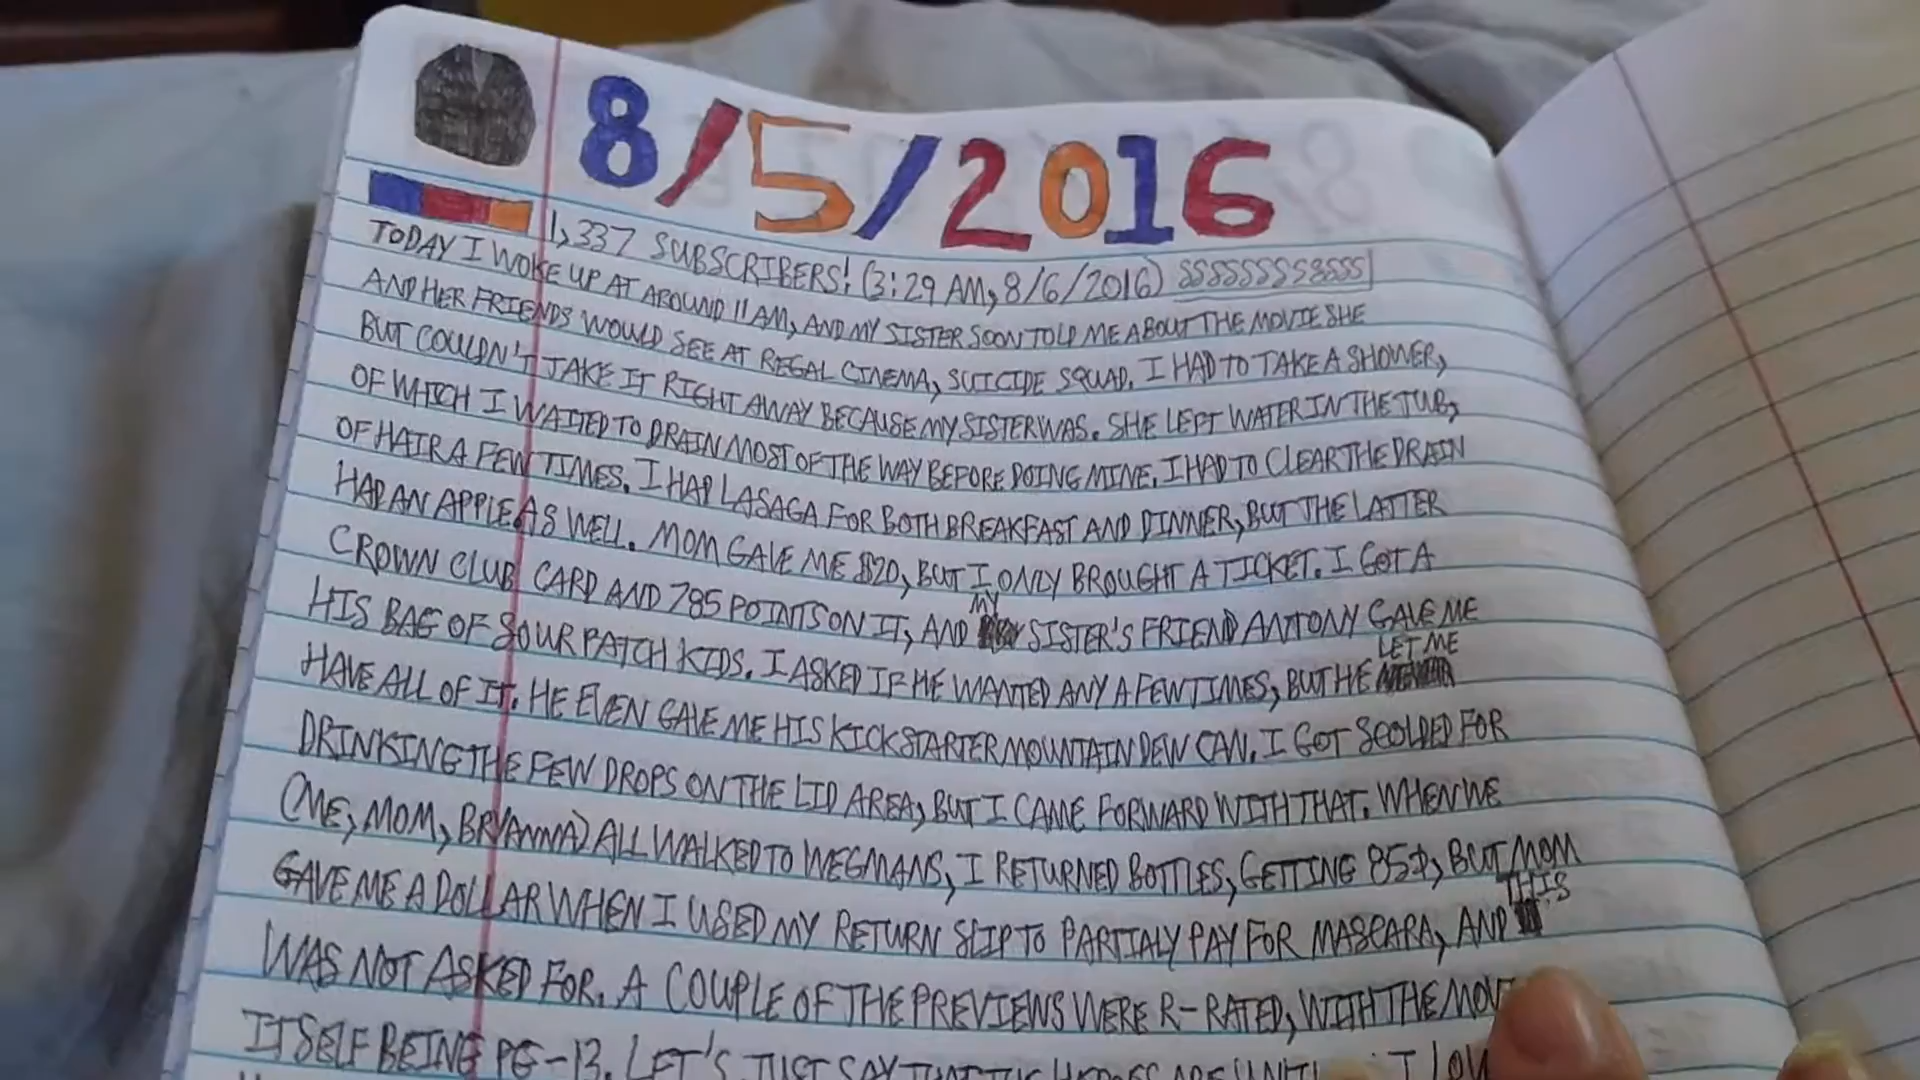 8/5/2016
1,337 SUBSCRIBERS! (3:29 AM, 8/6/2016) SSSSSSSSSSSS
TODAY I WOKE UP AT AROUND 11 AM, AND MY SISTER SOON TOLD ME ABOUT THE MOVIE SHE
AND HER FRIENDS WOULD SEE AT REGAL CINEMA, SUICIDE SQUAD. I HAD TO TAKE A SHOWER,
BUT COULDN'T TAKE IT RIGHT AWAY BECAUSE MY SISTER WAS. SHE LEFT WATER IN THE TUB,
OF WHICH I WAITED TO DRAIN MOST OF THE WAY BEFORE DOING MINE. I HAD TO CLEAR THE DRAIN
OF HAIR A FEW TIMES. I HAD LASAGA FOR BOTH BREAKFAST AND DINNER, BUT THE LATTER
HAD AN APPLE AS WELL. MOM GAVE ME $20, BUT I ONLY BROUGHT A TICKET. I GOT A
CROWN CLUB CARD AND 785 POINTS ON IT, AND MY SISTER'S FRIEND ANTONY GAVE ME
HIS BAG OF SOUR PATCH KIDS. I ASKED IF HE WANTED ANY A FEW TIMES, BUT HE LET ME
HAVE ALL OF IT. HE EVEN GAVE ME HIS KICKSTARTER MOUNTAIN DEW CAN. I GOT SCOLDED FOR
DRINKING THE FEW DROPS ON THE LID AREA, BUT I CAME FORWARD WITH THAT. WHEN WE
(ME, MOM, BRYANNA) ALL WALKED TO WEGMANS, I RETURNED BOTTLES, GETTING 85¢, BUT MOM
GAVE ME A DOLLAR WHEN I USED MY RETURN SLIP TO PARTIALY PAY FOR MASCARA, AND THIS
WAS NOT ASKED FOR. A COUPLE OF THE PREVIEWS WERE R-RATED, WITH THE MOV
ITSELF BEING PG-13. LET'S JUST SAY THAT THE